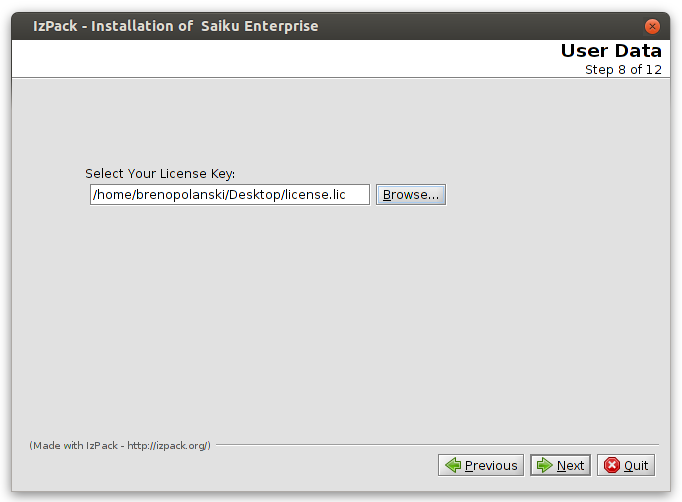 IzPack - Installation of  Saiku Enterprise
User Data
Step 8 of 12
Select Your License Key:
/home/brenopolanski/Desktop/license.lic
Browse...
(Made with IzPack - http://izpack.org/)
Previous
Next
Quit